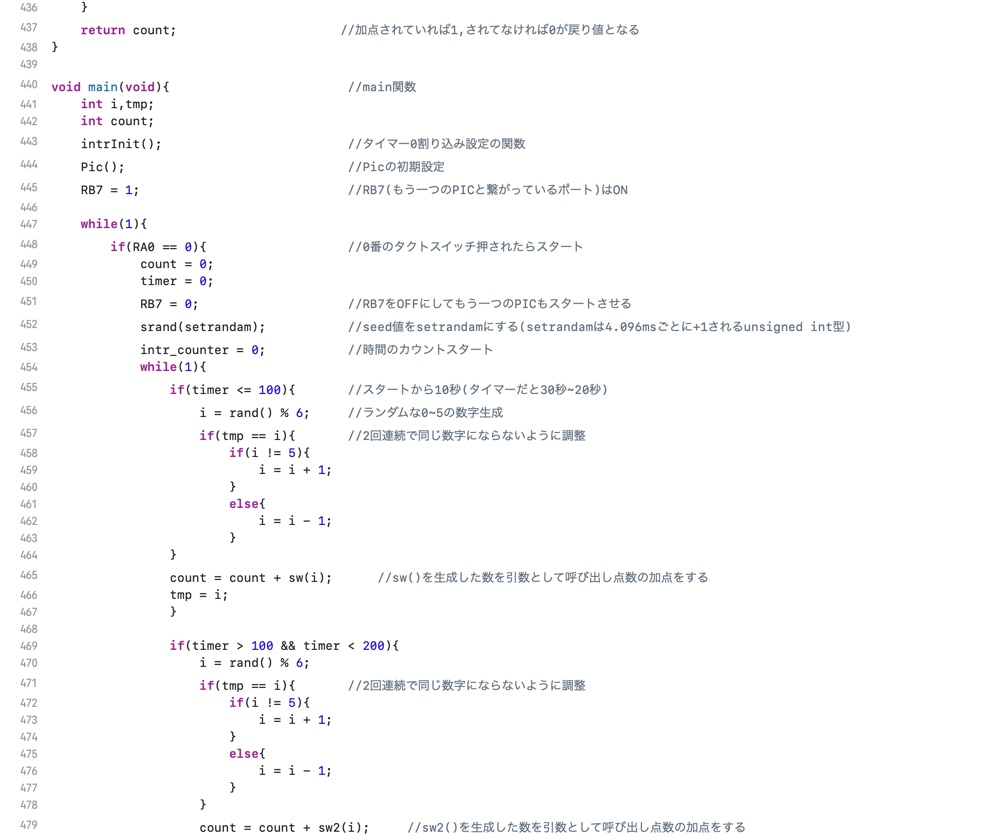 436     }
437     return count;                      //加点されていれば1,されてなければ0が戻り値となる
438 }
439
440 void main(void){                        //main関数
441     int i,tmp;
442     int count;
443     intrInit();                         //タイマー0割り込み設定の関数
444     Pic();                              //Picの初期設定
445     RB7 = 1;                            //RB7(もう一つのPICと繋がっているポート)はON
446
447     while(1){
448         if(RA0 == 0){                   //0番のタクトスイッチ押されたらスタート
449             count = 0;
450             timer = 0;
451             RB7 = 0;                    //RB7をOFFにしてもう一つのPICもスタートさせる
452             srand(setrandam);           //seed値をsetrandamにする(setrandamは4.096msごとに+1されるunsigned int型)
453             intr_counter = 0;           //時間のカウントスタート
454             while(1){
455                 if(timer <= 100){       //スタートから10秒(タイマーだと30秒~20秒)
456                     i = rand() % 6;     //ランダムな0~5の数字生成
457                     if(tmp == i){       //2回連続で同じ数字にならないように調整
458                         if(i != 5){
459                             i = i + 1;
460                         }
461                         else{
462                             i = i - 1;
463                         }
464                 }
465                 count = count + sw(i);      //sw()を生成した数を引数として呼び出し点数の加点をする
466                 tmp = i;
467                 }
468
469                 if(timer > 100 && timer < 200){
470                     i = rand() % 6;
471                     if(tmp == i){       //2回連続で同じ数字にならないように調整
472                         if(i != 5){
473                             i = i + 1;
474                         }
475                         else{
476                             i = i - 1;
477                         }
478                     }
479                     count = count + sw2(i);     //sw2()を生成した数を引数として呼び出し点数の加点をする